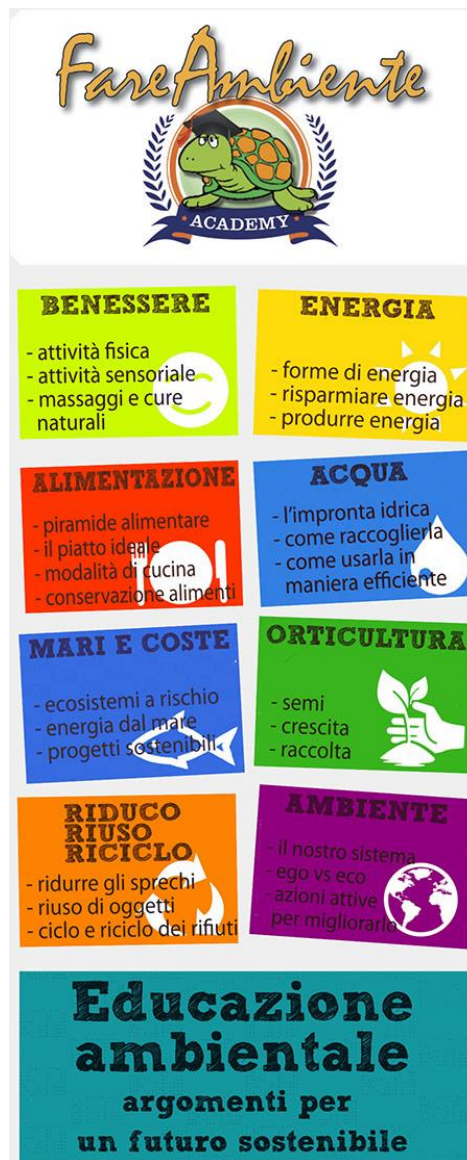 FareAmbiente
ACADEMY
BENESSERE
- attività fisica
- attività sensoriale
- massaggi e cure
naturali
ENERGIA
- forme di energia
- risparmiare energia
- produrre energia
ALIMENTAZIONE
- piramide alimentare
- il piatto ideale
- modalità di cucina
- conservazione alimenti
ACQUA
- l'impronta idrica
- come raccoglierla
- come usarla in
maniera efficiente
MARI E COSTE
- ecosistemi a rischio
- energia dal mare
- progetti sostenibili
ORTICULTURA
- semi
- crescita
- raccolta
RIDUCO
RIUSO
RICICLO
- ridurre gli sprechi
- riuso di oggetti
- ciclo e riciclo dei rifiuti
AMBIENTE
- il nostro sistema
- ego vs eco
- azioni attive
per migliorarlo
Educazione
ambientale
argomenti per
un futuro sostenibile